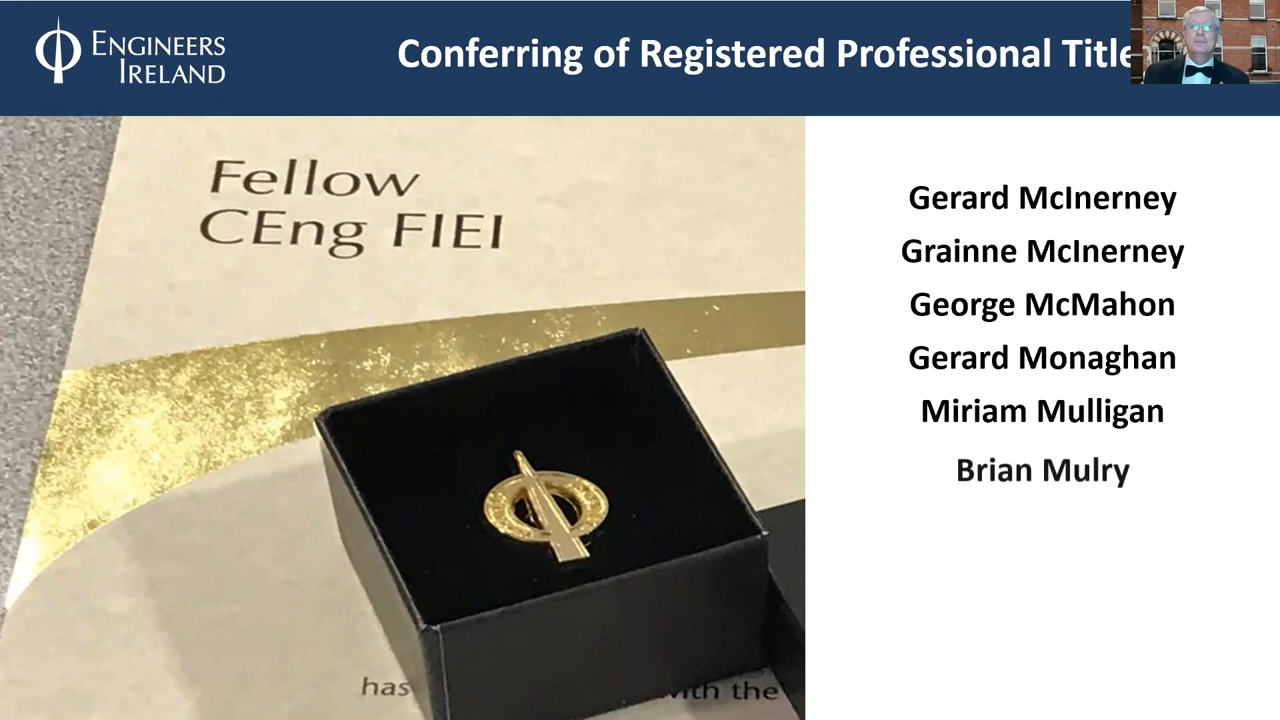 ENGINEERS
IRELAND
Conferring of Registered Professional Title
Fellow
CEng FIEI
has
with the
Gerard McInerney
Grainne McInerney
George McMahon
Gerard Monaghan
Miriam Mulligan
Brian Mulry